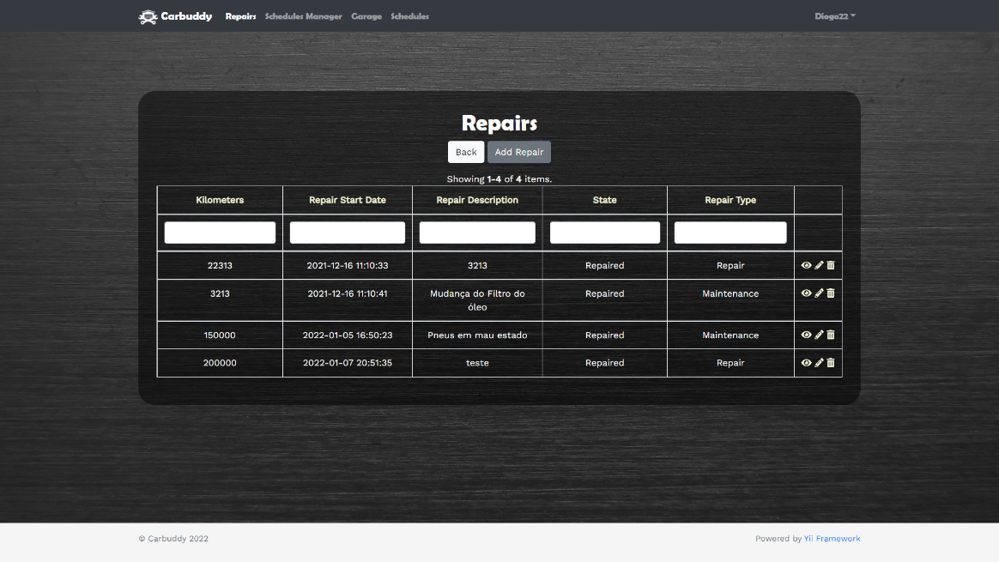 Carbuddy Repairs Schedules Manager Garage Schedules Diogo22
Repairs
Back Add Repair
Showing 1-4 of 4 items.
Kilometers Repair Start Date Repair Description State Repair Type
22313 2021-12-16 11:10:33 3213 Repaired Repair
3213 2021-12-16 11:10:41 Mudança do Filtro do Repaired Maintenance
óleo
150000 2022-01-05 16:50:23 Pneus em mau estado Repaired Maintenance
200000 2022-01-07 20:51:35 teste Repaired Repair
© Carbuddy 2022 Powered by Yii Framework